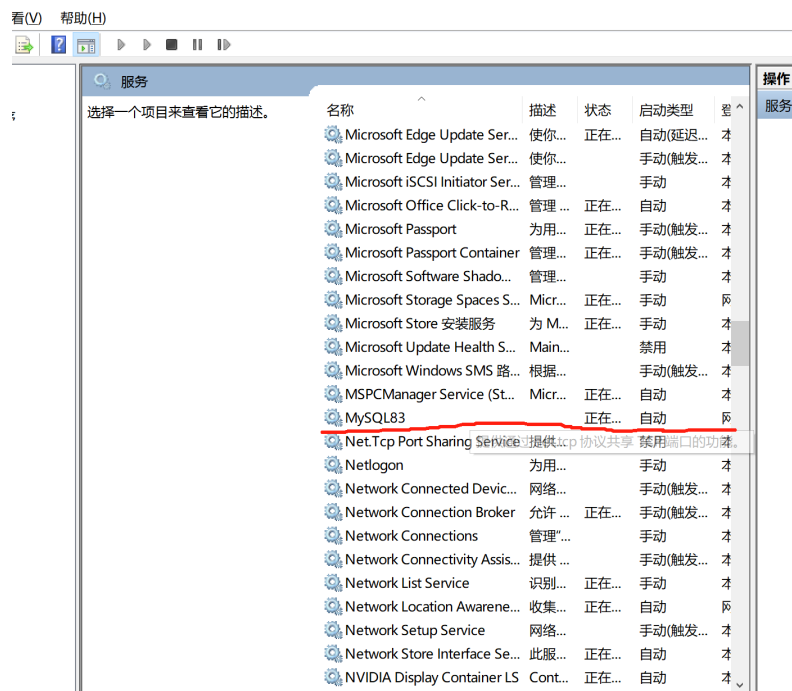 看(V) 帮助(H)
服务
操作
选择一个项目来查看它的描述。
服务
名称 描述 状态 启动类型 登
Microsoft Edge Update Ser... 使你... 正在... 自动(延迟... 本
Microsoft Edge Update Ser... 使你... 手动(触发... 本
Microsoft iSCSI Initiator Ser... 管理... 手动 本
Microsoft Office Click-to-R... 管理 ... 正在... 自动 本
Microsoft Passport 为用... 正在... 手动(触发... 本
Microsoft Passport Container 管理... 正在... 手动(触发... 本
Microsoft Software Shado... 管理... 手动 本
Microsoft Storage Spaces S... Micr... 正在... 手动 网
Microsoft Store 安装服务 为 M... 正在... 手动 本
Microsoft Update Health S... Main... 禁用 本
Microsoft Windows SMS 路... 根据... 手动(触发... 本
MSPCManager Service (St... Micr... 正在... 自动 本
MySQL83 正在... 自动 网
Net.Tcp Port Sharing Service 提供... 禁用 本
tcp 协议共享 端口的功能。
Netlogon 为用... 手动 本
Network Connected Devic... 网络... 手动(触发... 本
Network Connection Broker 允许 ... 正在... 手动(触发... 本
Network Connections 管理“... 手动 本
Network Connectivity Assis... 提供 ... 手动(触发... 本
Network List Service 识别... 正在... 手动 本
Network Location Awarene... 收集... 正在... 自动 网
Network Setup Service 网络... 手动(触发... 本
Network Store Interface Se... 此服... 正在... 自动 本
NVIDIA Display Container LS Cont... 正在... 自动 本